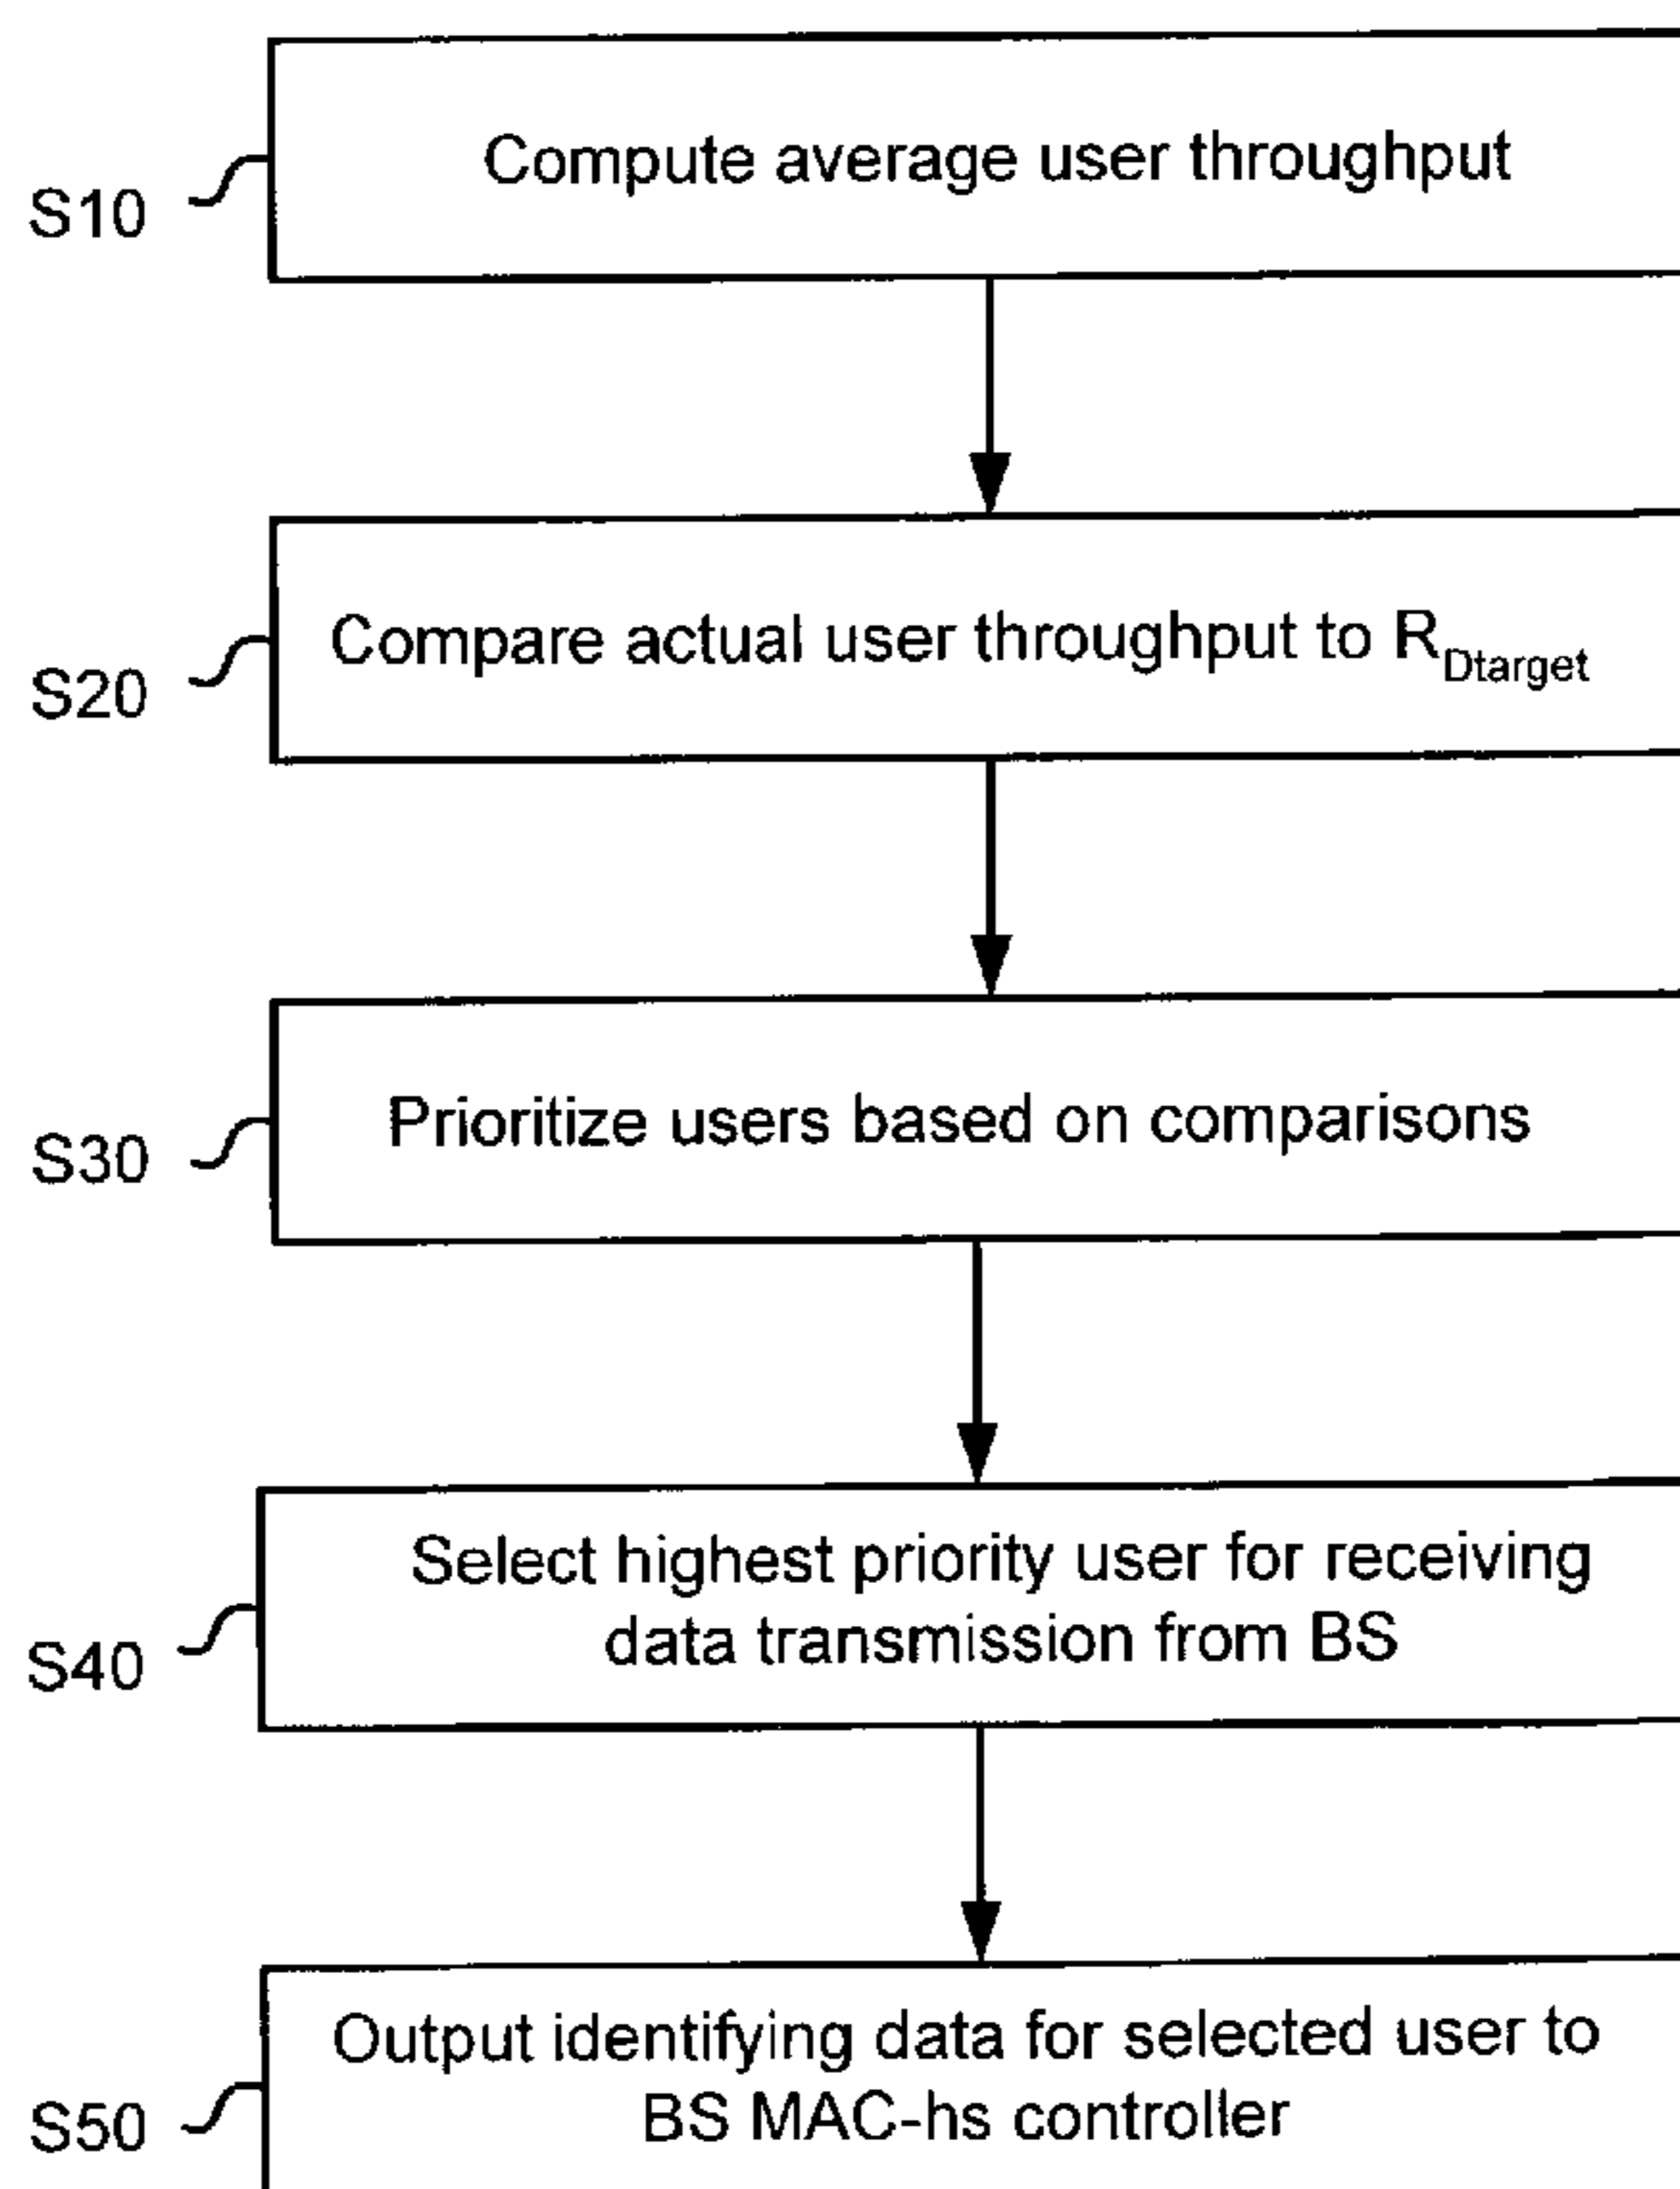 Compute average user throughput
S10
Compare actual user throughput to R_Dtarget
S20
Prioritize users based on comparisons
S30
Select highest priority user for receiving
data transmission from BS
S40
Output identifying data for selected user to
BS MAC-hs controller
S50